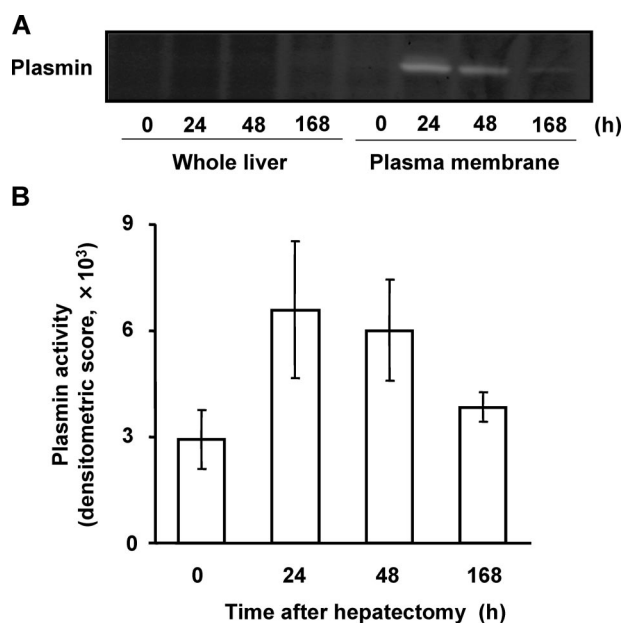 A
Plasmin
0 24 48 168 0 24 48 168 (h)
Whole liver Plasma membrane
B
Plasmin activity
(densitometric score, ×10³)
9
6
3
0
0 24 48 168
Time after hepatectomy (h)